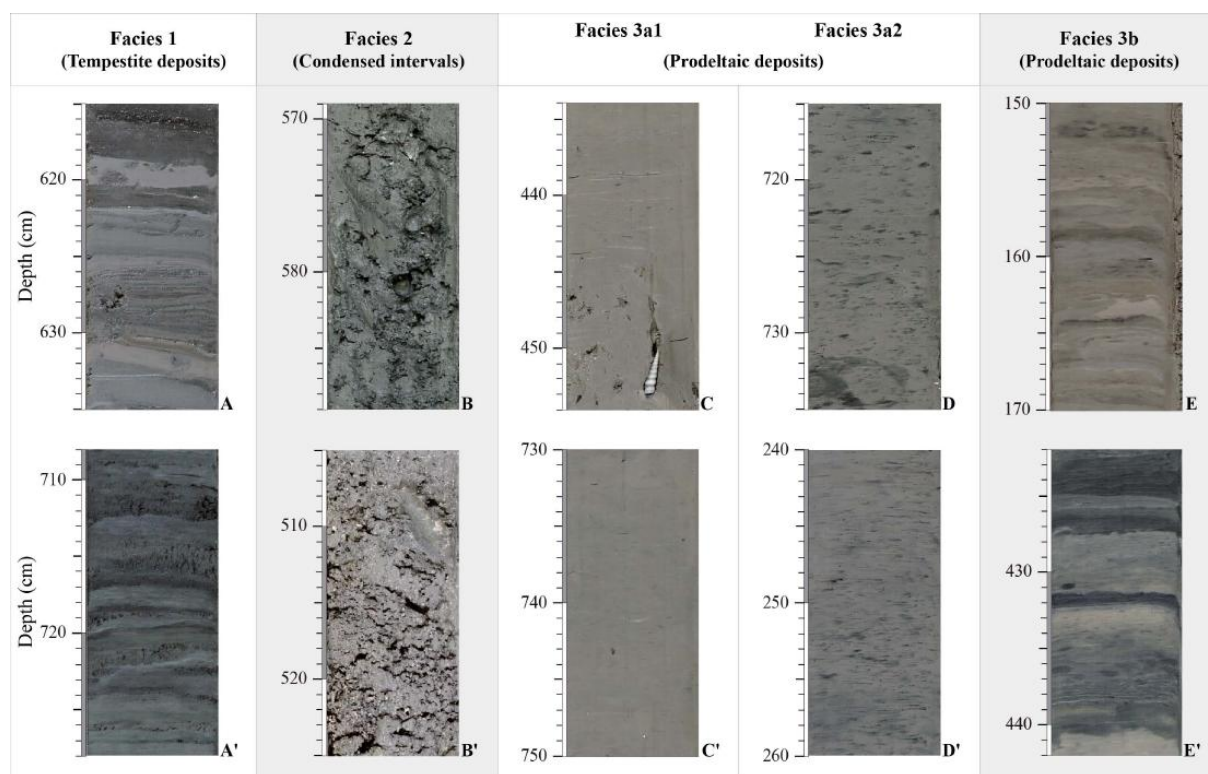 Facies 1
(Tempestite deposits)
Facies 2
(Condensed intervals)
Facies 3a1
Facies 3a2
(Prodeltaic deposits)
Facies 3b
(Prodeltaic deposits)
Depth (cm)
620
630
A
570
580
B
440
450
C
720
730
D
150
160
170
E
Depth (cm)
710
720
A'
510
520
B'
730
740
750
C'
240
250
260
D'
430
440
E'